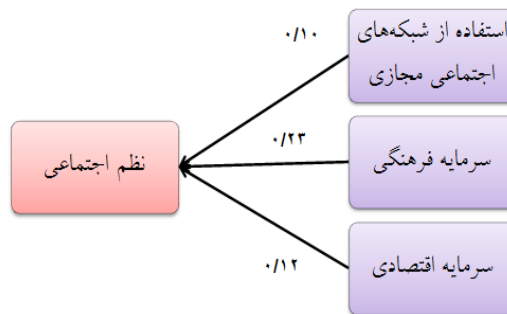 استفاده از شبکه‌های
اجتماعی مجازی
۰/۱۰
سرمایه فرهنگی
۰/۲۳
نظم اجتماعی
سرمایه اقتصادی
۰/۱۲